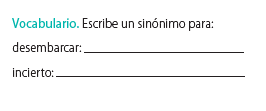 Vocabulario. Escribe un sinónimo para:
desembarcar:
incierto: